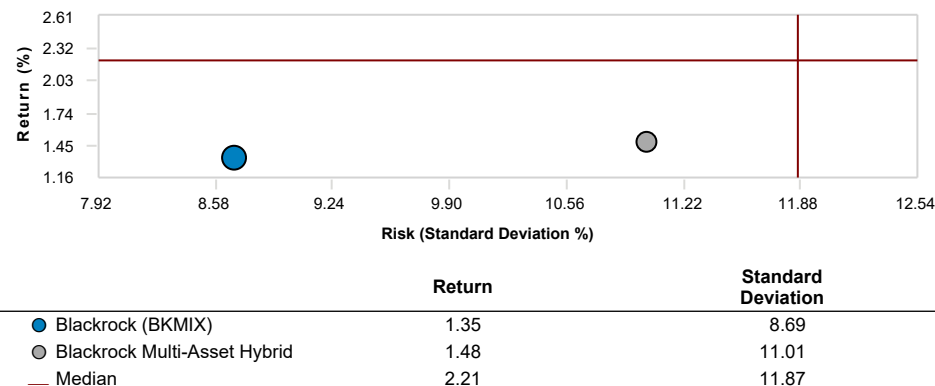 2.61
2.32
2.03
1.74
1.45
1.16
Return (%)
7.92 8.58 9.24 9.90 10.56 11.22 11.88 12.54
Risk (Standard Deviation %)
Return Standard
Deviation
Blackrock (BKMIX) 1.35 8.69
Blackrock Multi-Asset Hybrid 1.48 11.01
Median 2.21 11.87